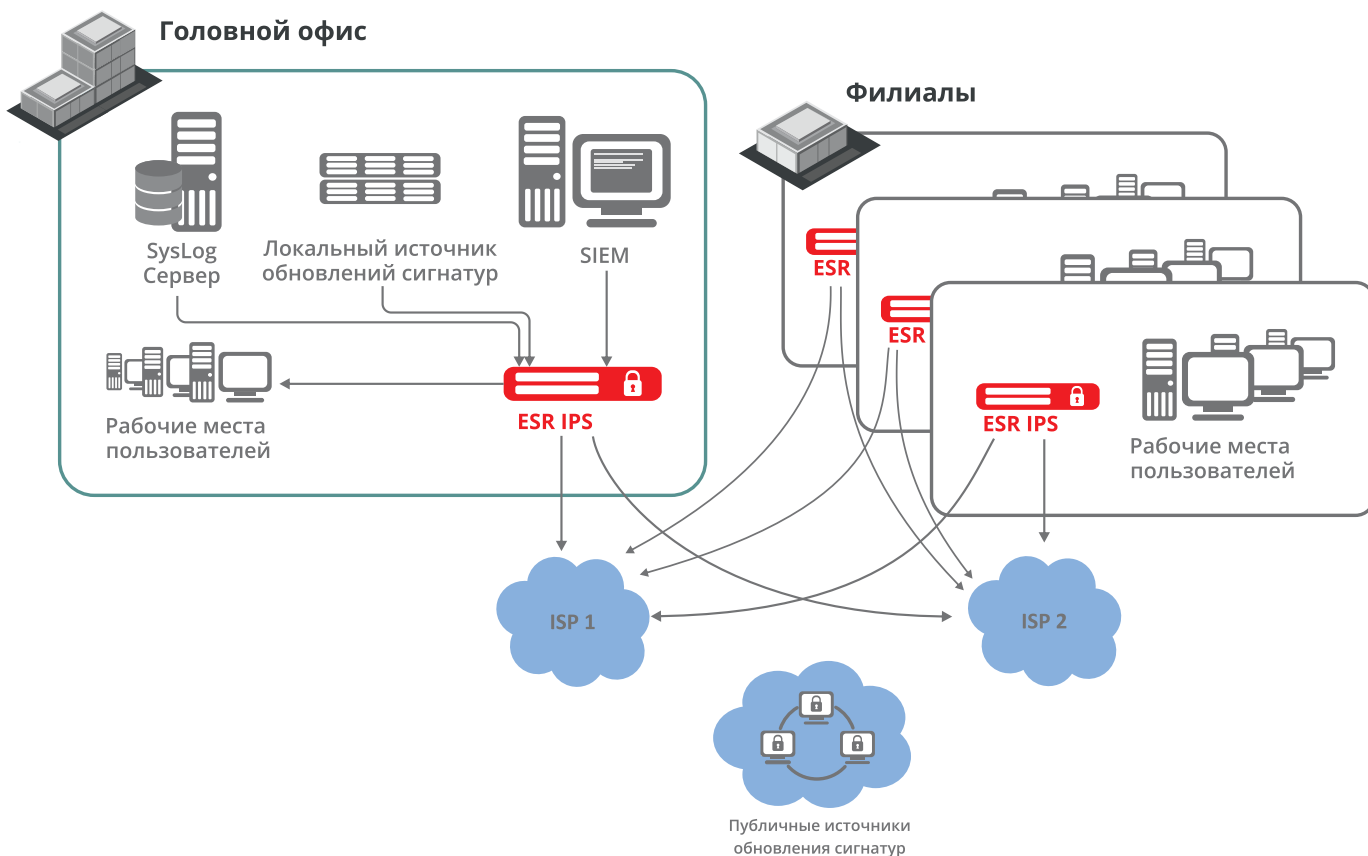 Головной офис
Филиалы
SysLog
Сервер
Локальный источник
обновлений сигнатур
SIEM
ESR
ESR
Рабочие места
пользователей
ESR IPS
ESR IPS
Рабочие места
пользователей
ISP 1
ISP 2
Публичные источники
обновления сигнатур